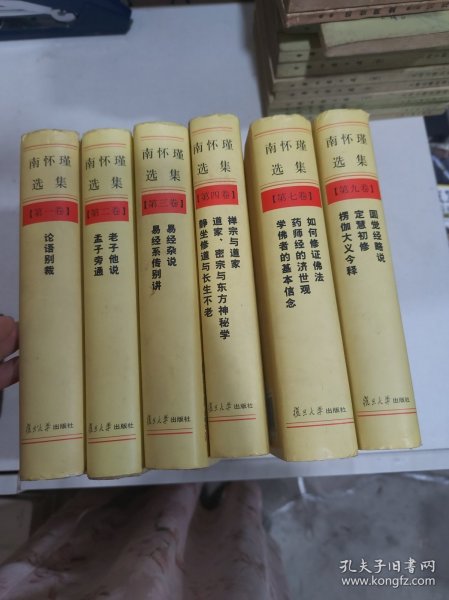 南怀瑾
选集
【第一卷】
论语别裁
复旦大学出版社
南怀瑾
选集
【第二卷】
老子他说
孟子旁通
复旦大学出版社
南怀瑾
选集
【第三卷】
易经杂说
易经系传别讲
复旦大学出版社
南怀瑾
选集
【第四卷】
禅宗与道家
道家、密宗与东方神秘学
静坐修道与长生不老
复旦大学出版社
南怀瑾
选集
【第七卷】
如何修证佛法
药师经的济世观
学佛者的基本信念
复旦大学出版社
南怀瑾
选集
【第九卷】
圆觉经略说
定慧初修
楞伽大义今释
复旦大学出版社
孔夫子旧书网
www.kongfz.com